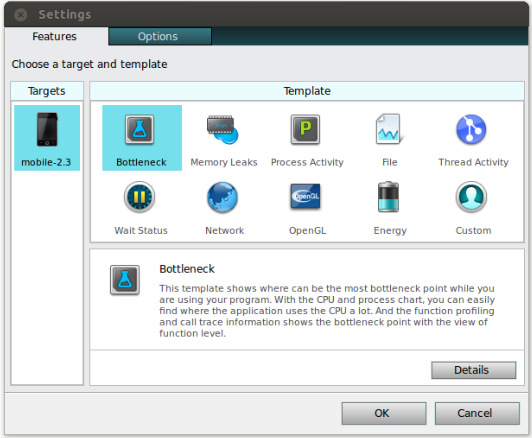 Settings
Features
Options
Choose a target and template
Targets
Template
mobile-2.3
Bottleneck
Memory Leaks
Process Activity
File
Thread Activity
Wait Status
Network
OpenGL
Energy
Custom
Bottleneck
This template shows where can be the most bottleneck point while you
are using your program. With the CPU and process chart, you can easily
find where the application uses the CPU a lot. And the function profiling
and call trace information shows the bottleneck point with the view of
function level.
Details
OK
Cancel